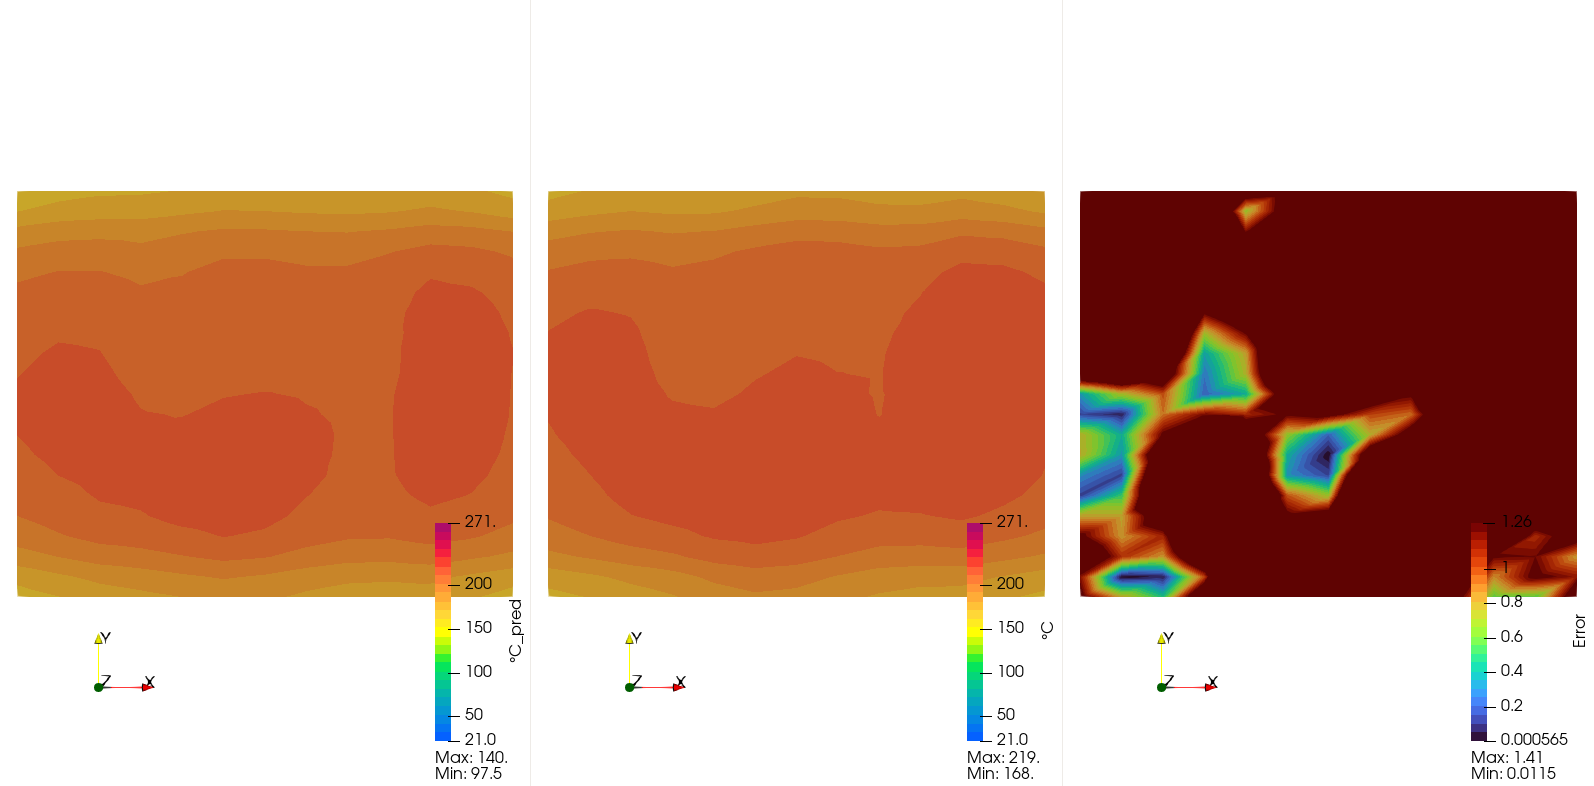 271.
200
150
100
50
21.0
°C_pred
Max: 140.
Min: 97.5
Y
Z
X
271.
200
150
100
50
21.0
°C
Max: 219.
Min: 168.
Y
Z
X
1.26
1
0.8
0.6
0.4
0.2
0.000565
Error
Max: 1.41
Min: 0.0115
Y
Z
X